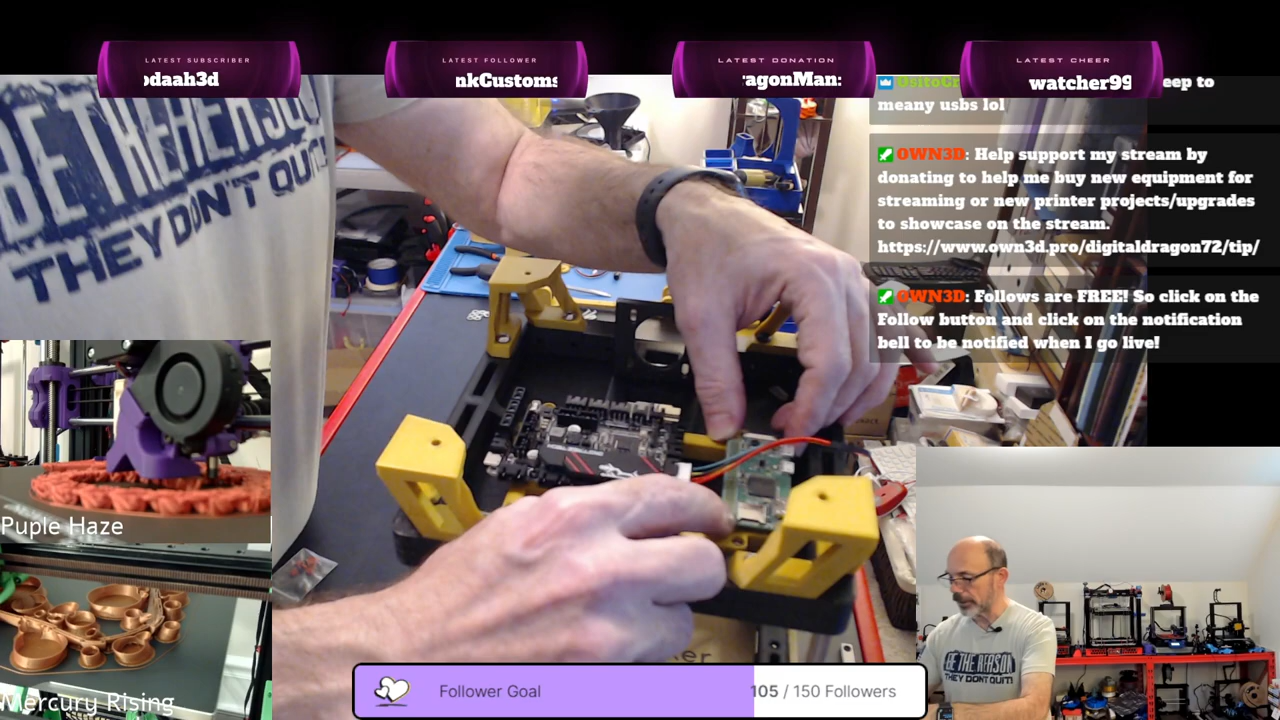 LATEST SUBSCRIBER
odaah3d
LATEST FOLLOWER
nkCustoms
LATEST DONATION
agonMan:
LATEST CHEER
watcher99
eep to
meany usbs lol
OWN3D: Help support my stream by
donating to help me buy new equipment for
streaming or new printer projects/upgrades
to showcase on the stream.
https://www.own3d.pro/digitaldragon72/tip/
OWN3D: Follows are FREE! So click on the
Follow button and click on the notification
bell to be notified when I go live!
BE THE REASON
THEY DON'T QUIT!
Puple Haze
Mercury Rising
BE THE REASON
THEY DON'T QUIT!
Follower Goal
105 / 150 Followers